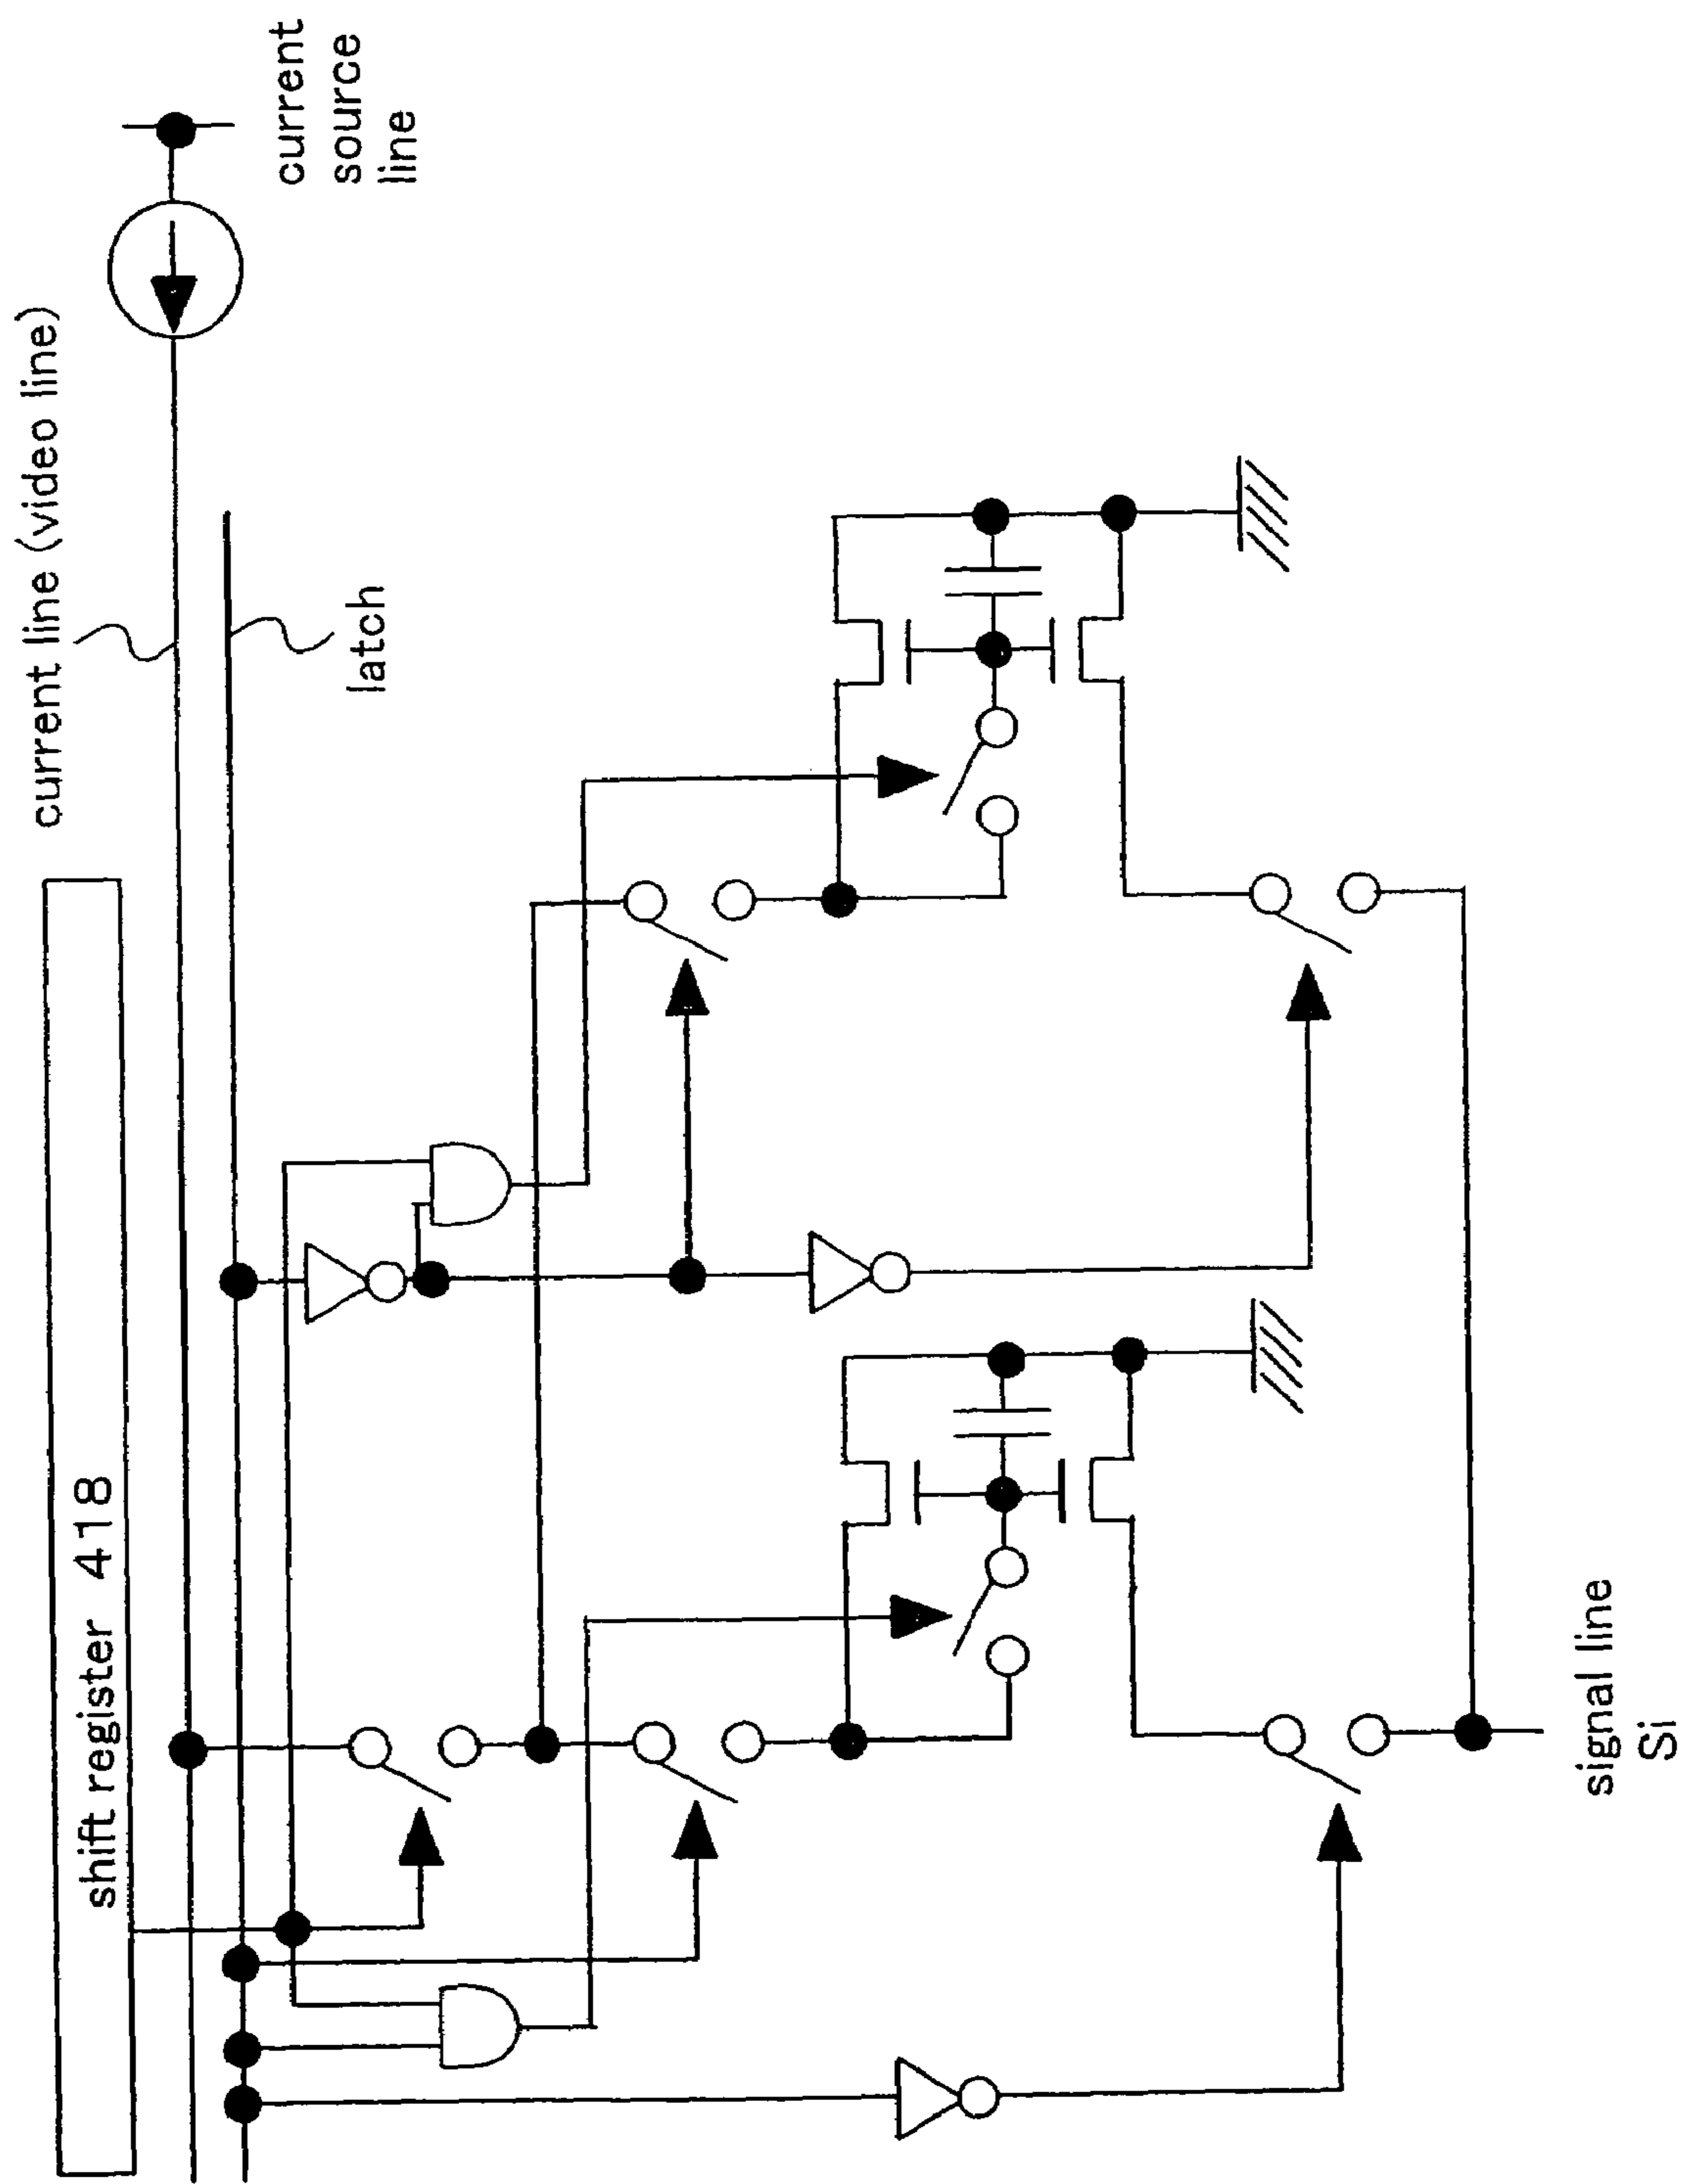 shift register 418
current line (video line)
latch
current
source
line
signal line
Si